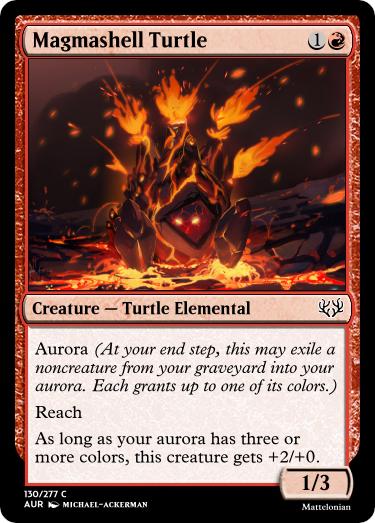 Magmashell Turtle 1
Creature — Turtle Elemental
Aurora (At your end step, this may exile a
noncreature from your graveyard into your
aurora. Each grants up to one of its colors.)
Reach
As long as your aurora has three or
more colors, this creature gets +2/+0.
1/3
130/277 C
AUR MICHAEL-ACKERMAN
Mattelonian